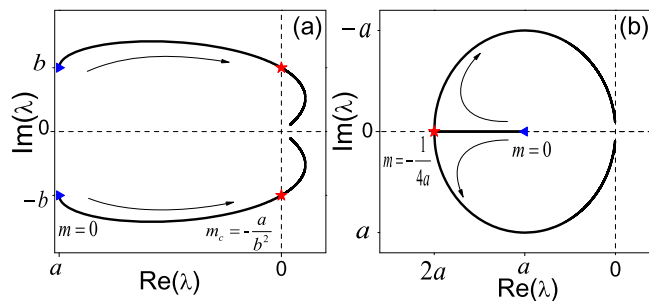 (a)
Im(λ)
b
0
-b
m=0
m_c=-a/b²
a
0
Re(λ)
(b)
Im(λ)
-a
0
a
m=-1/4a
m=0
2a
a
0
Re(λ)